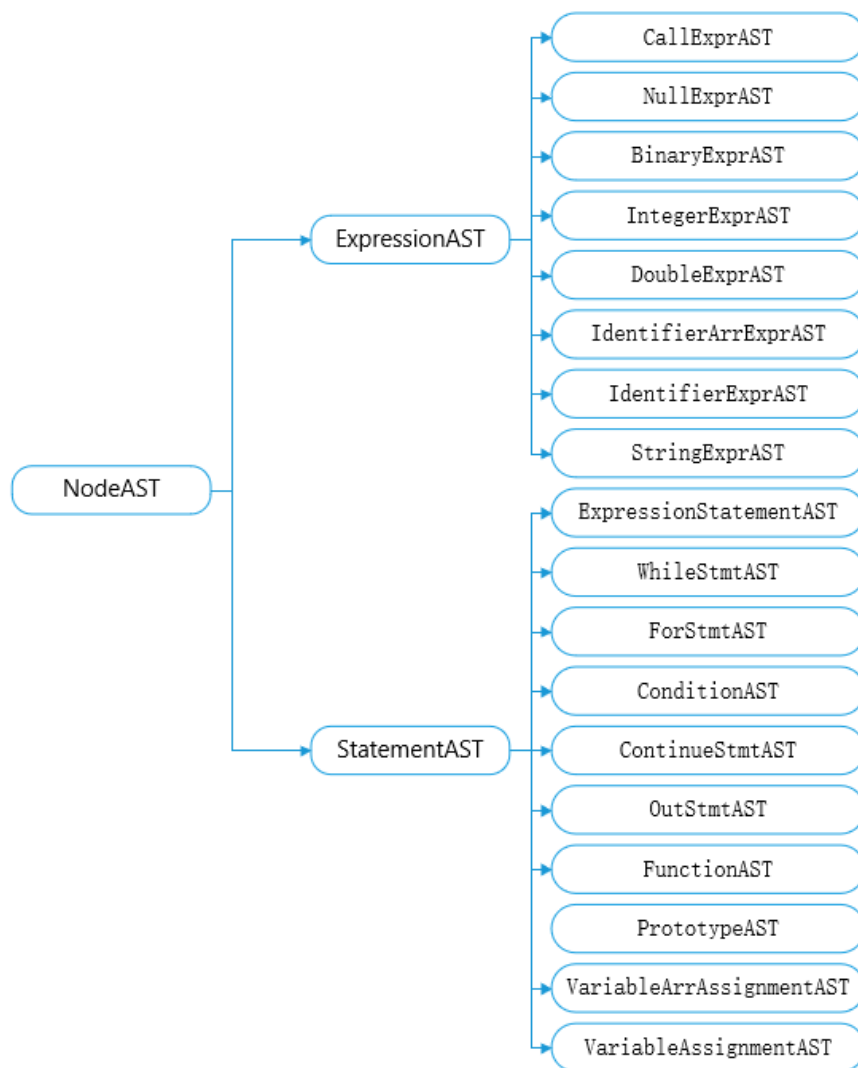 CallExprAST
NullExprAST
BinaryExprAST
IntegerExprAST
ExpressionAST
DoubleExprAST
IdentifierArrExprAST
IdentifierExprAST
StringExprAST
NodeAST
ExpressionStatementAST
WhileStmtAST
ForStmtAST
ConditionAST
StatementAST
ContinueStmtAST
OutStmtAST
FunctionAST
PrototypeAST
VariableArrAssignmentAST
VariableAssignmentAST